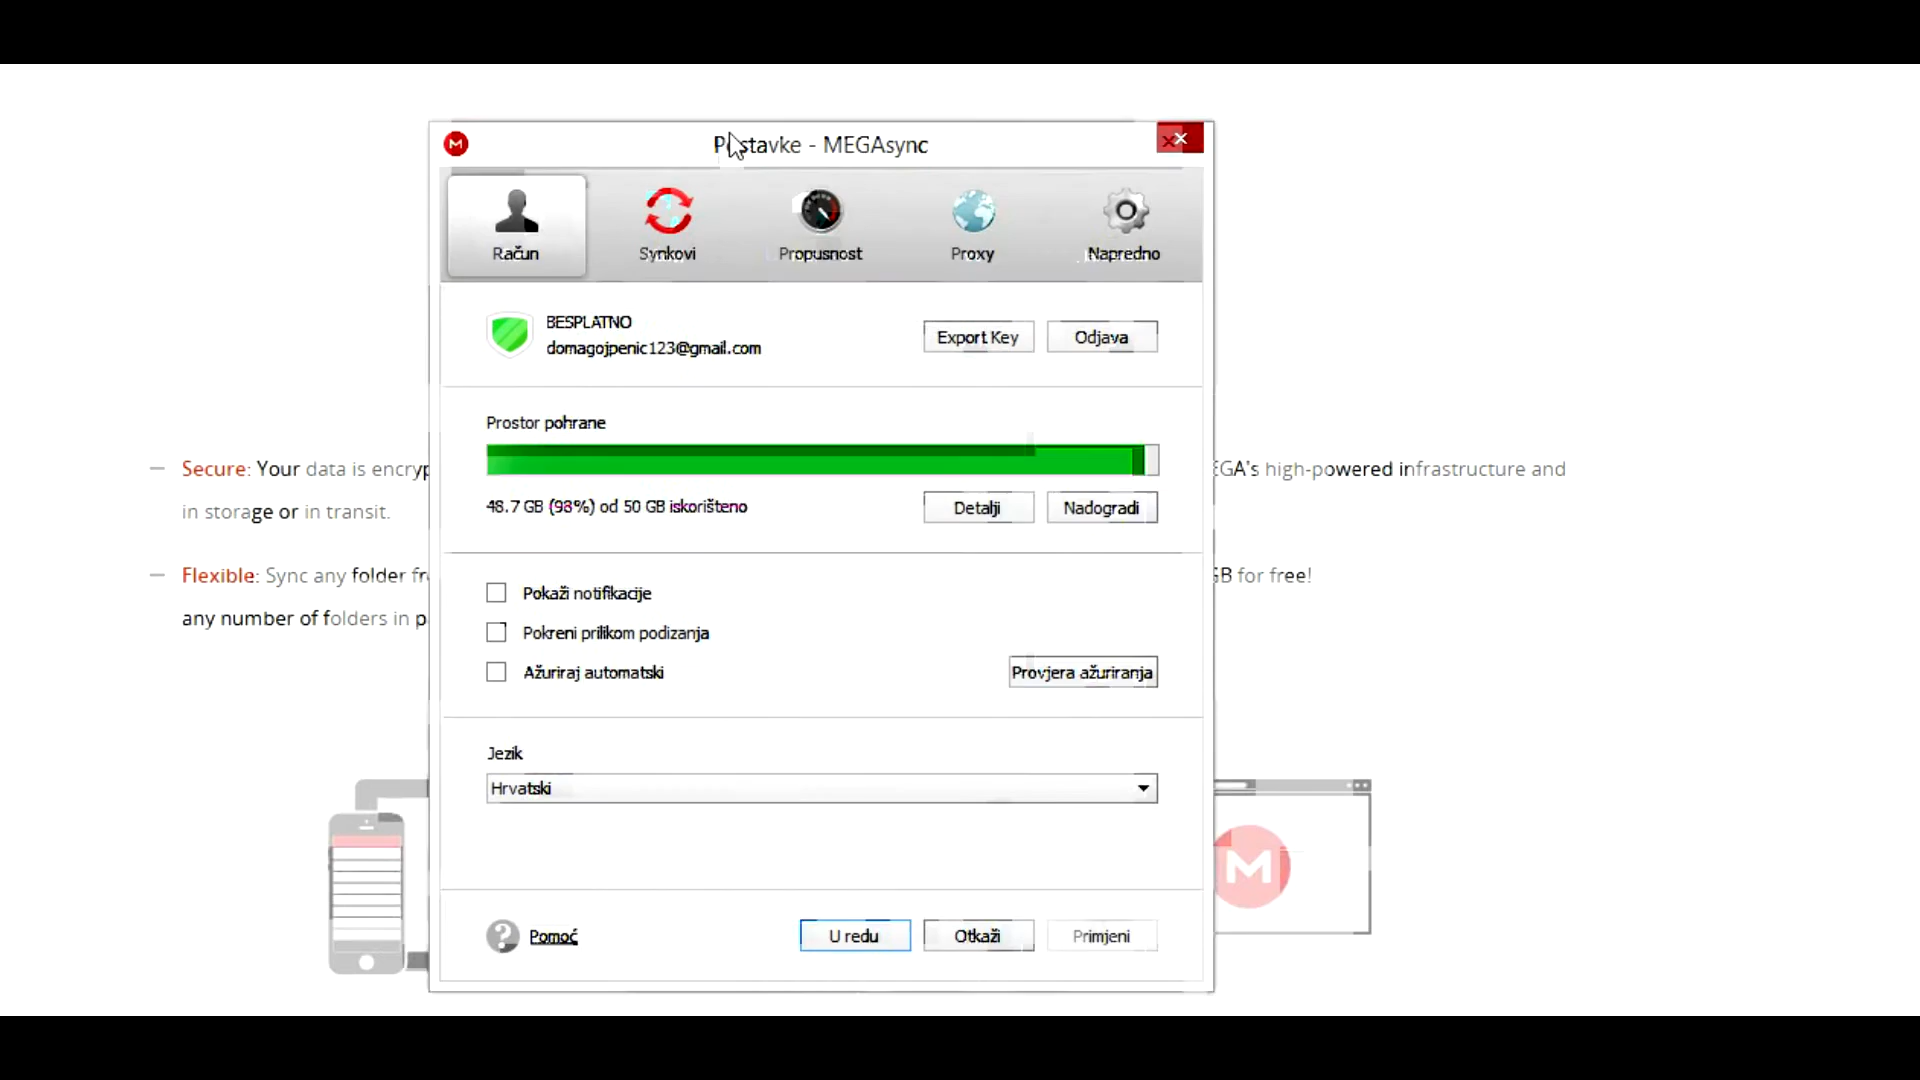 Postavke - MEGAsync
Račun
Synkovi
Propusnost
Proxy
Napredno
BESPLATNO
domagojpenic123@gmail.com
Export Key
Odjava
Prostor pohrane
48.7 GB (98%) od 50 GB iskorišteno
Detalji
Nadogradi
Secure: Your data is encryp
EGA's high-powered infrastructure and
in storage or in transit.
Flexible: Sync any folder fr
GB for free!
any number of folders in p
Pokaži notifikacije
Pokreni prilikom podizanja
Ažuriraj automatski
Provjera ažuriranja
Jezik
Hrvatski
M
? Pomoć
U redu
Otkaži
Primjeni